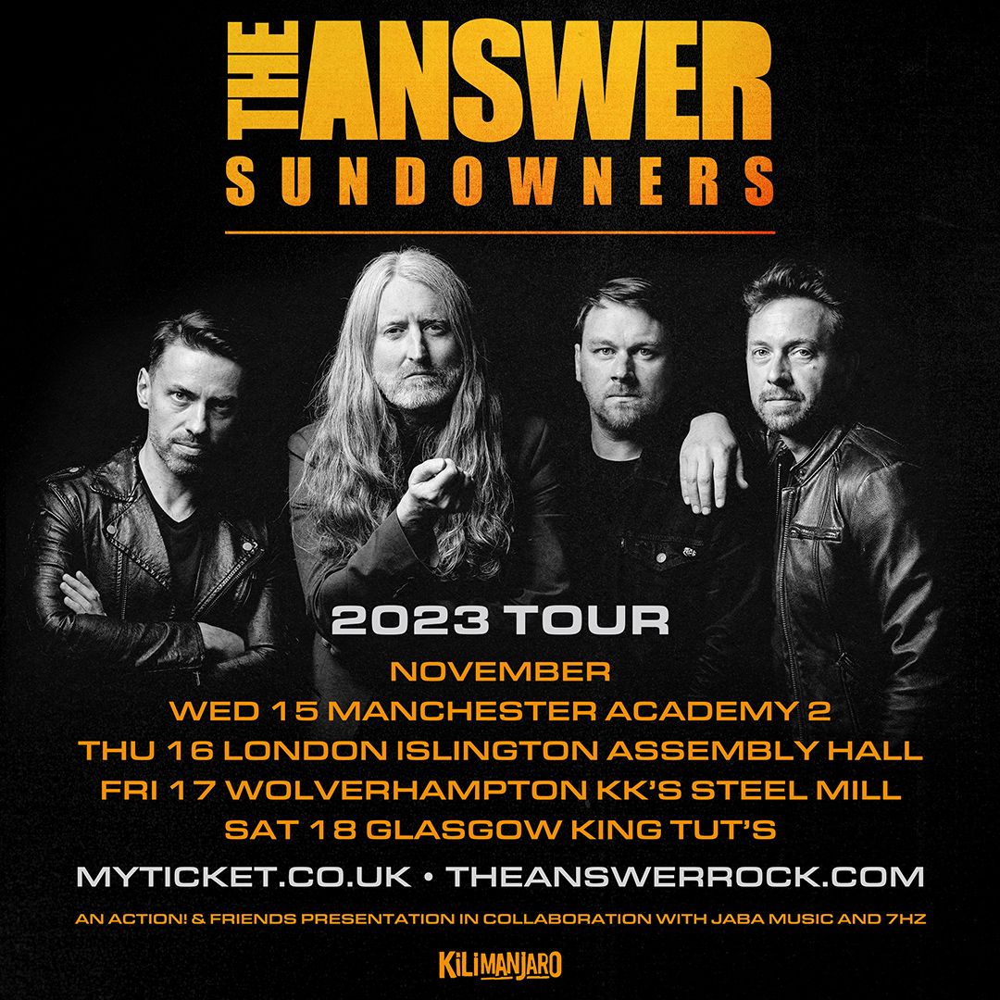 THE ANSWER
SUNDOWNERS
2023 TOUR
NOVEMBER
WED 15 MANCHESTER ACADEMY 2
THU 16 LONDON ISLINGTON ASSEMBLY HALL
FRI 17 WOLVERHAMPTON KK'S STEEL MILL
SAT 18 GLASGOW KING TUT'S
MYTICKET.CO.UK • THEANSWERROCK.COM
AN ACTION! & FRIENDS PRESENTATION IN COLLABORATION WITH JABA MUSIC AND 7HZ
KiLiMANJARO